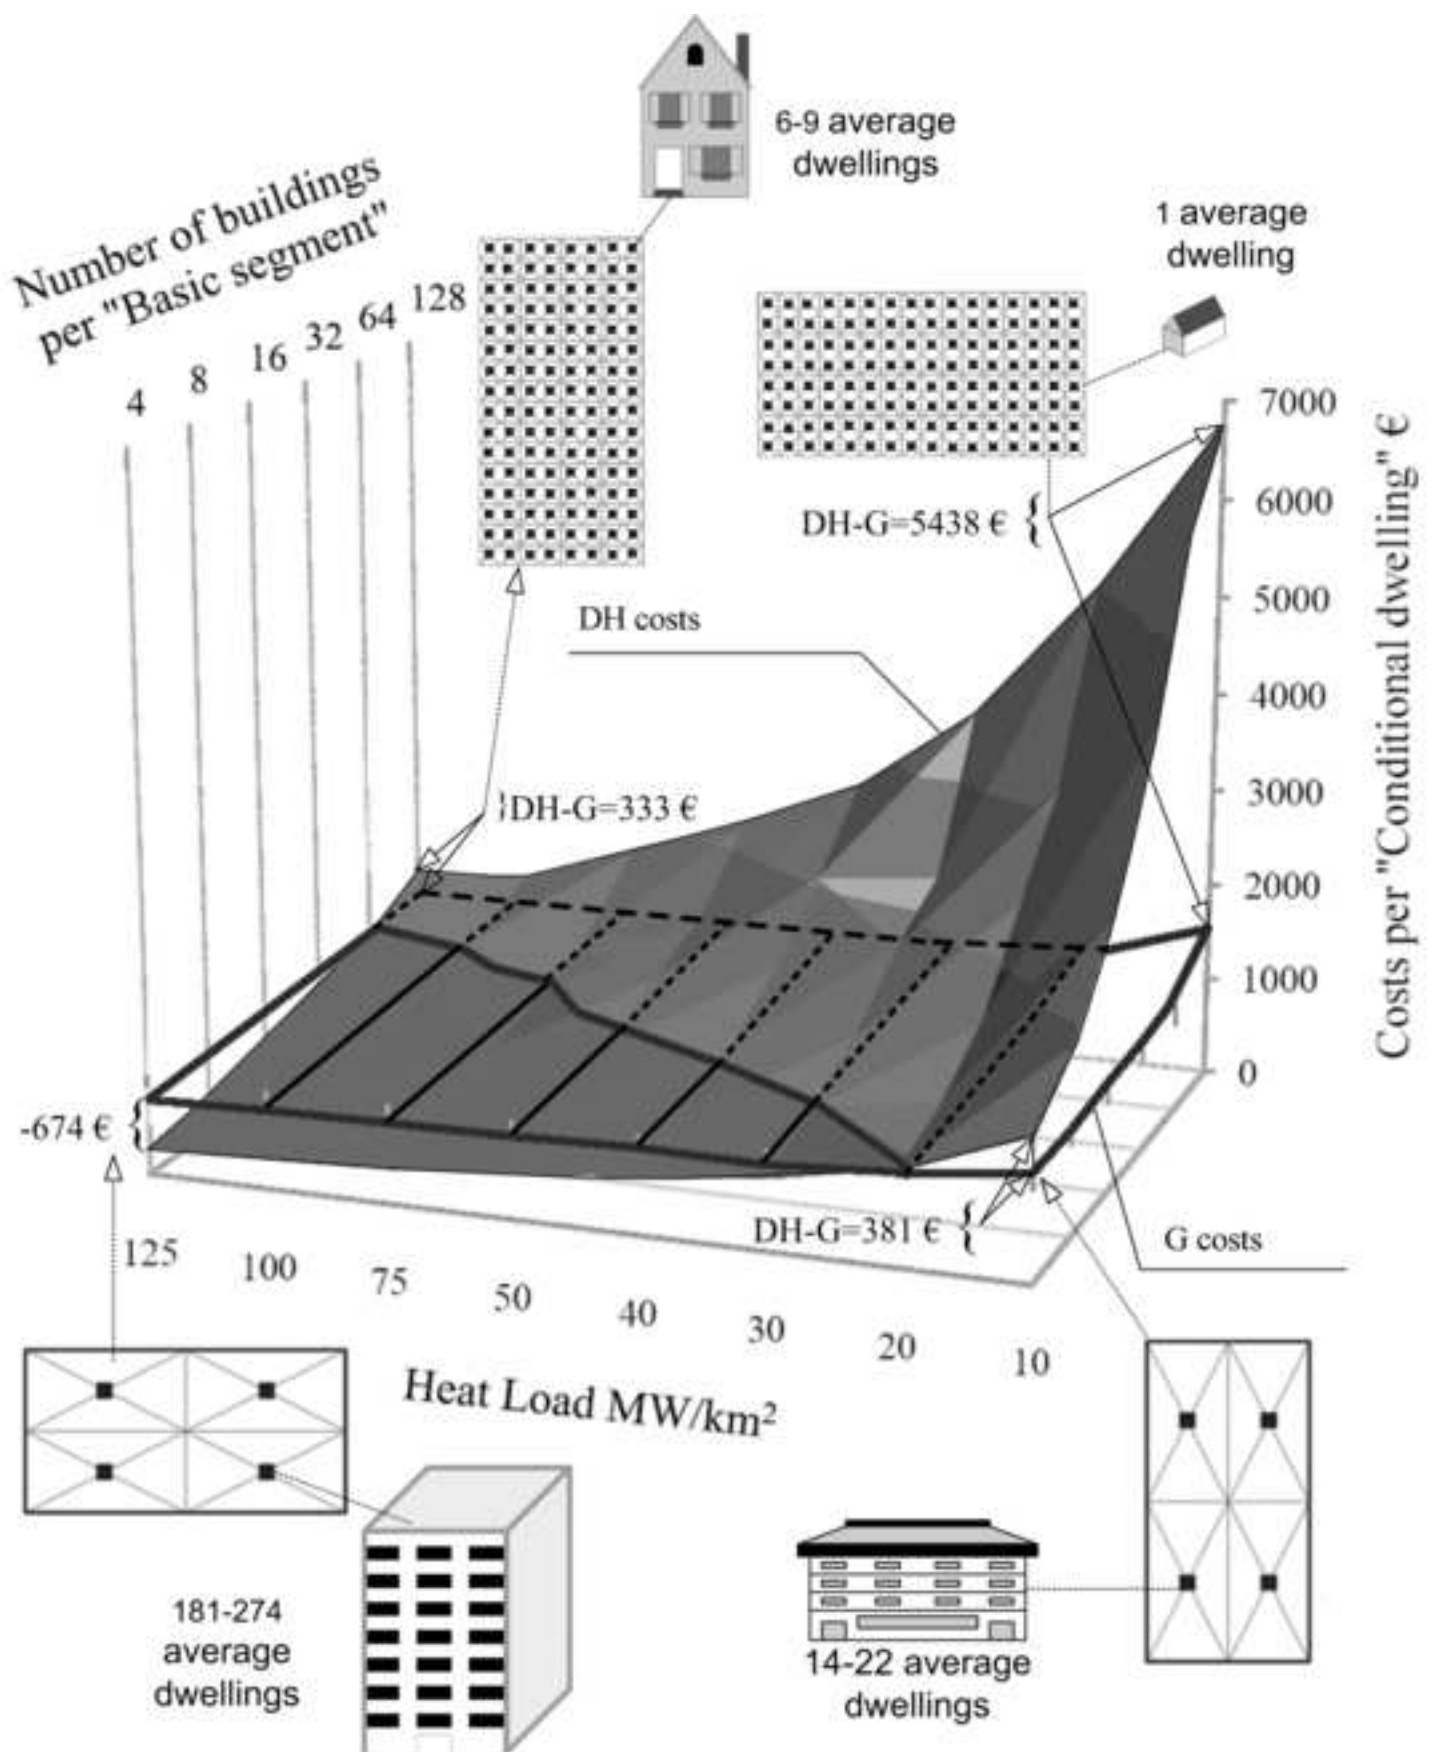 6-9 average
dwellings
1 average
dwelling
Number of buildings
per "Basic segment"
4
8
16
32
64
128
7000
6000
5000
4000
3000
2000
1000
0
Costs per "Conditional dwelling" €
DH-G=5438 €
DH costs
DH-G=333 €
-674 €
DH-G=381 €
G costs
125
100
75
50
40
30
20
10
Heat Load MW/km²
181-274
average
dwellings
14-22 average
dwellings